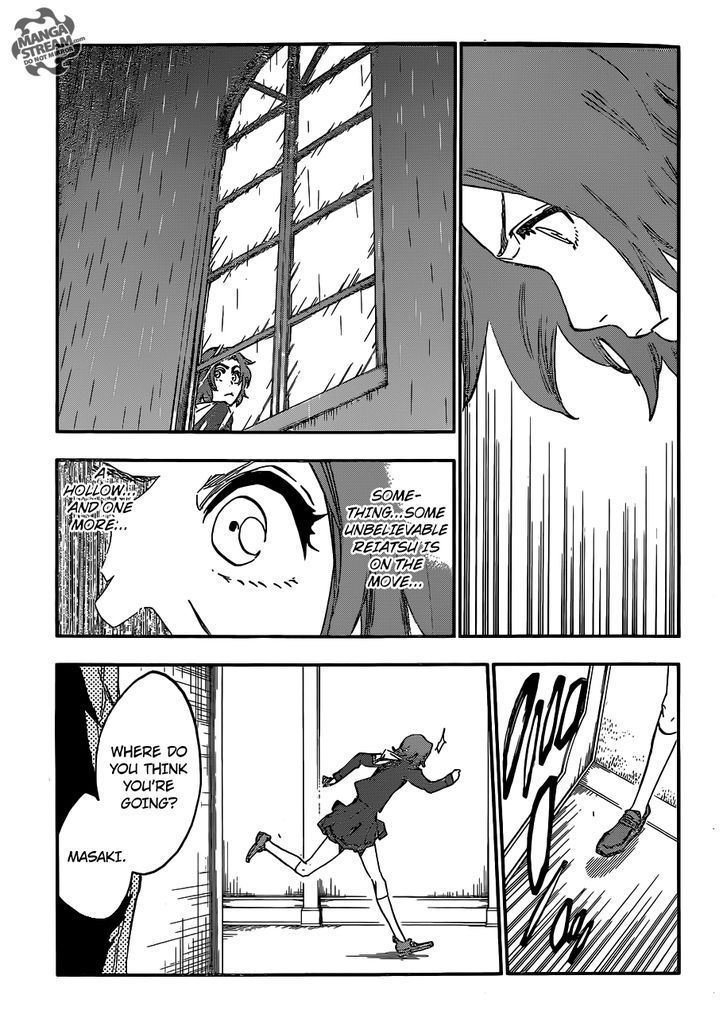 MANGA
STREAM
DO NOT MIRROR
SOME-
THING...SOME
UNBELIEVABLE
REIATSU IS
ON THE
MOVE...
A
HOLLOW...
AND ONE
MORE...
WHERE DO
YOU THINK
YOU'RE
GOING?
MASAKI.